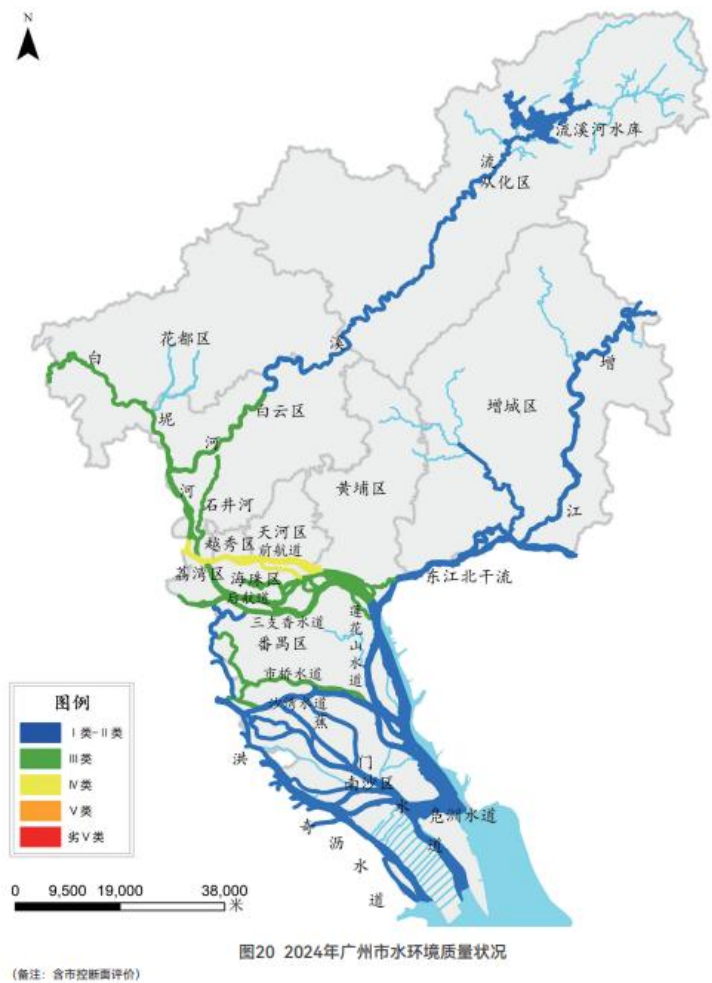 N
流溪河水库
流
从化区
花都区
溪
白
增
坭
白云区
增城区
河
黄埔区
河
石井河
江
天河区
越秀区
前航道
荔湾区
海珠区
东江北干流
后航道
莲花山水道
三支香水道
番禺区
市桥水道
沙湾水道
蕉
图例
I类-II类
III类
IV类
V类
劣V类
洪
门
南沙区
水
凫洲水道
奇
沥
道
水
道
0 9,500 19,000 38,000
米
图20 2024年广州市水环境质量状况
(备注：含市控断面评价)